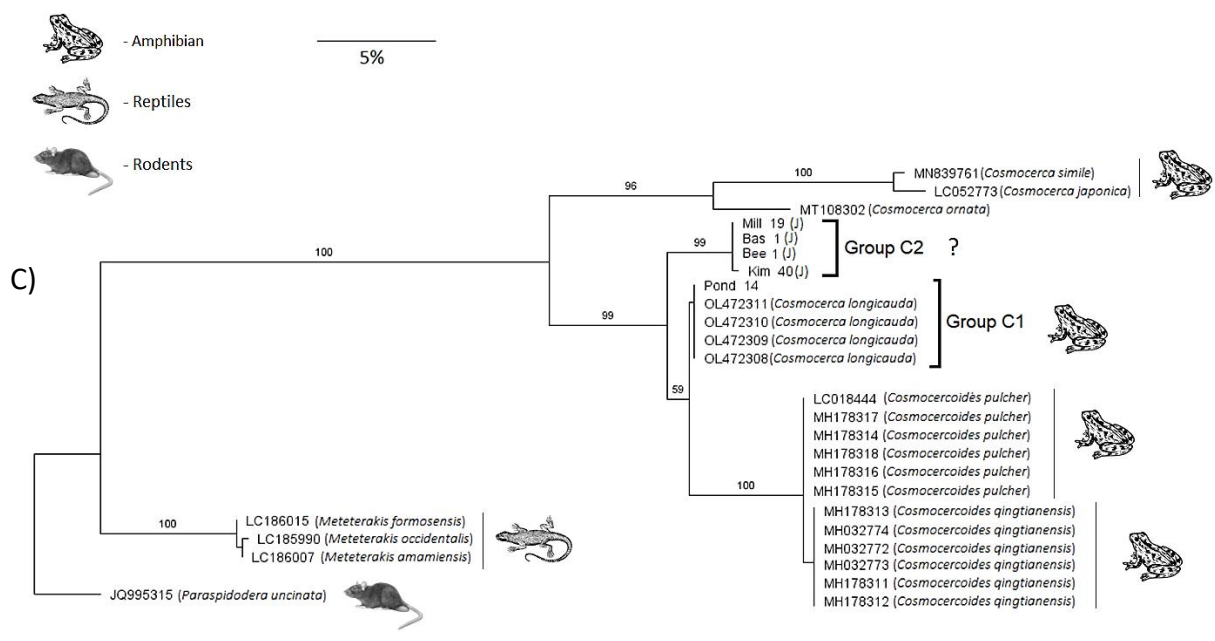 - Amphibian
5%
- Reptiles
- Rodents
C)
100
96
100
MN839761 (Cosmocerca simile)
LC052773 (Cosmocerca japonica)
MT108302 (Cosmocerca ornata)
99
99
Mill 19 (J)
Bas 1 (J)
Bee 1 (J)
Kim 40(J)
Group C2 ?
Pond 14
OL472311 (Cosmocerca longicauda)
OL472310 (Cosmocerca longicauda)
OL472309 (Cosmocerca longicauda)
OL472308 (Cosmocerca longicauda)
Group C1
59
100
LC018444 (Cosmocercoides pulcher)
MH178317 (Cosmocercoides pulcher)
MH178314 (Cosmocercoides pulcher)
MH178318 (Cosmocercoides pulcher)
MH178316 (Cosmocercoides pulcher)
MH178315 (Cosmocercoides pulcher)
MH178313 (Cosmocercoides qingtianensis)
MH032774 (Cosmocercoides qingtianensis)
MH032772 (Cosmocercoides qingtianensis)
MH032773 (Cosmocercoides qingtianensis)
MH178311 (Cosmocercoides qingtianensis)
MH178312 (Cosmocercoides qingtianensis)
100
LC186015 (Meteterakis formosensis)
LC185990 (Meteterakis occidentalis)
LC186007 (Meteterakis amamiensis)
JQ995315 (Paraspidodera uncinata)